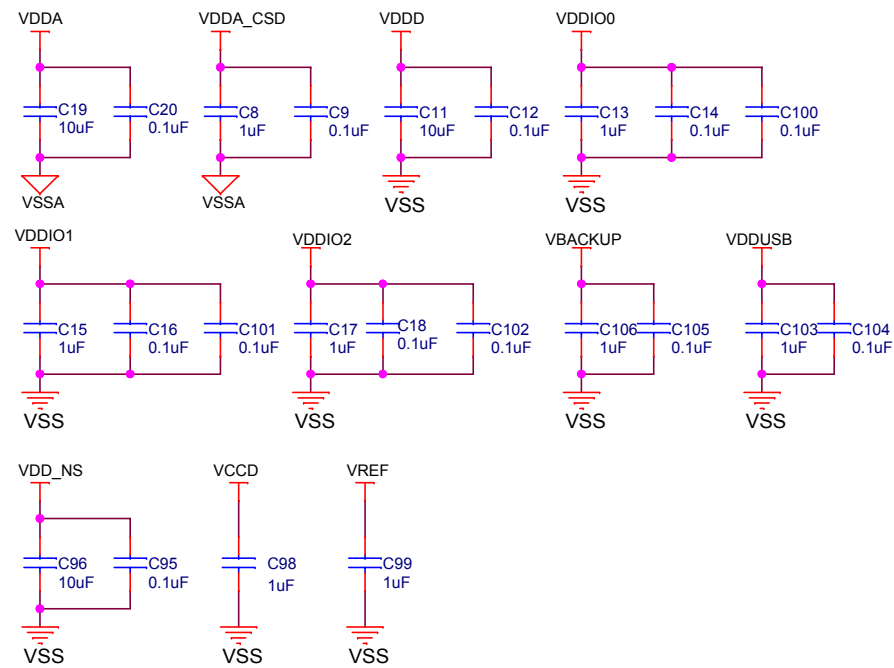 VDDA
VDDA_CSD
VDDD
VDDIO0
C19
10uF
C20
0.1uF
C8
1uF
C9
0.1uF
C11
10uF
C12
0.1uF
C13
1uF
C14
0.1uF
C100
0.1uF
VSSA
VSSA
VSS
VSS
VDDIO1
VDDIO2
VBACKUP
VDDUSB
C15
1uF
C16
0.1uF
C101
0.1uF
C17
1uF
C18
0.1uF
C102
0.1uF
C106
1uF
C105
0.1uF
C103
1uF
C104
0.1uF
VSS
VSS
VSS
VSS
VDD_NS
VCCD
VREF
C96
10uF
C95
0.1uF
C98
1uF
C99
1uF
VSS
VSS
VSS